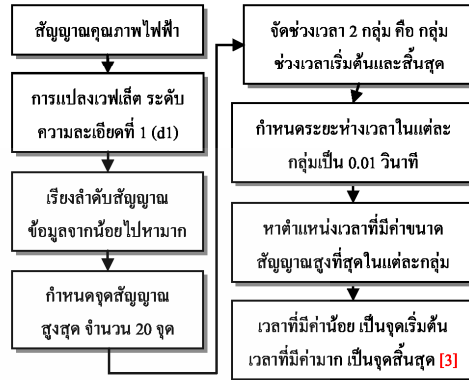 สัญญาณคุณภาพไฟฟ้า
การแปลงเวฟเล็ต ระดับ
ความละเอียดที่ 1 (d1)
เรียงลำดับสัญญาณ
ข้อมูลจากน้อยไปหามาก
กำหนดจุดสัญญาณ
สูงสุด จำนวน 20 จุด
จัดช่วงเวลา 2 กลุ่ม คือ กลุ่ม
ช่วงเวลาเริ่มต้นและสิ้นสุด
กำหนดระยะห่างเวลาในแต่ละ
กลุ่มเป็น 0.01 วินาที
หาตำแหน่งเวลาที่มีค่าขนาด
สัญญาณสูงที่สุดในแต่ละกลุ่ม
เวลาที่มีค่าน้อย เป็นจุดเริ่มต้น
เวลาที่มีค่ามาก เป็นจุดสิ้นสุด [3]